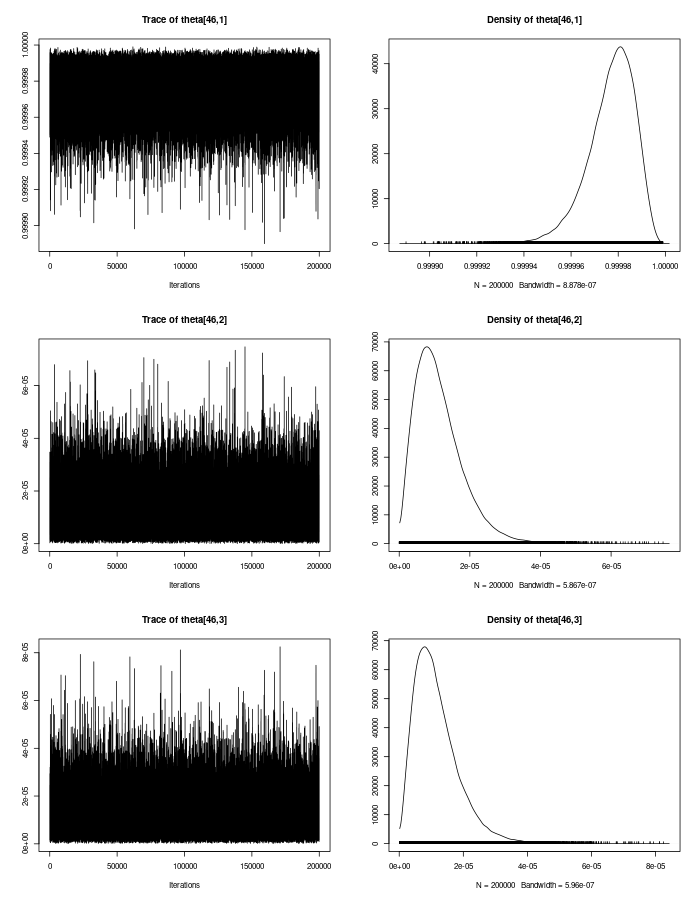 Trace of theta[46,1]
1.00000
0.99998
0.99996
0.99994
0.99992
0.99990
0 50000 100000 150000 200000
Iterations
Density of theta[46,1]
40000
30000
20000
10000
0
0.99990 0.99992 0.99994 0.99996 0.99998 1.00000
N = 200000 Bandwidth = 8.878e-07
Trace of theta[46,2]
6e-05
4e-05
2e-05
0e+00
0 50000 100000 150000 200000
Iterations
Density of theta[46,2]
70000
60000
50000
40000
30000
20000
10000
0
0e+00 2e-05 4e-05 6e-05
N = 200000 Bandwidth = 5.867e-07
Trace of theta[46,3]
8e-05
6e-05
4e-05
2e-05
0e+00
0 50000 100000 150000 200000
Iterations
Density of theta[46,3]
70000
60000
50000
40000
30000
20000
10000
0
0e+00 2e-05 4e-05 6e-05 8e-05
N = 200000 Bandwidth = 5.96e-07